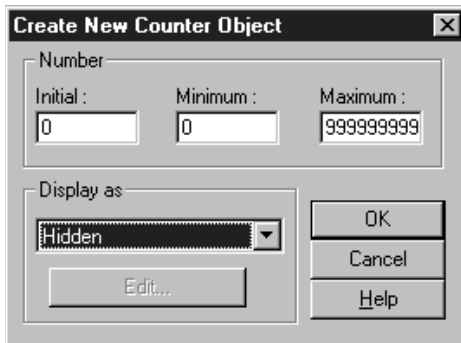 Create New Counter Object
Number
Initial : Minimum : Maximum :
0 0 999999999
Display as
Hidden
Edit...
OK
Cancel
Help